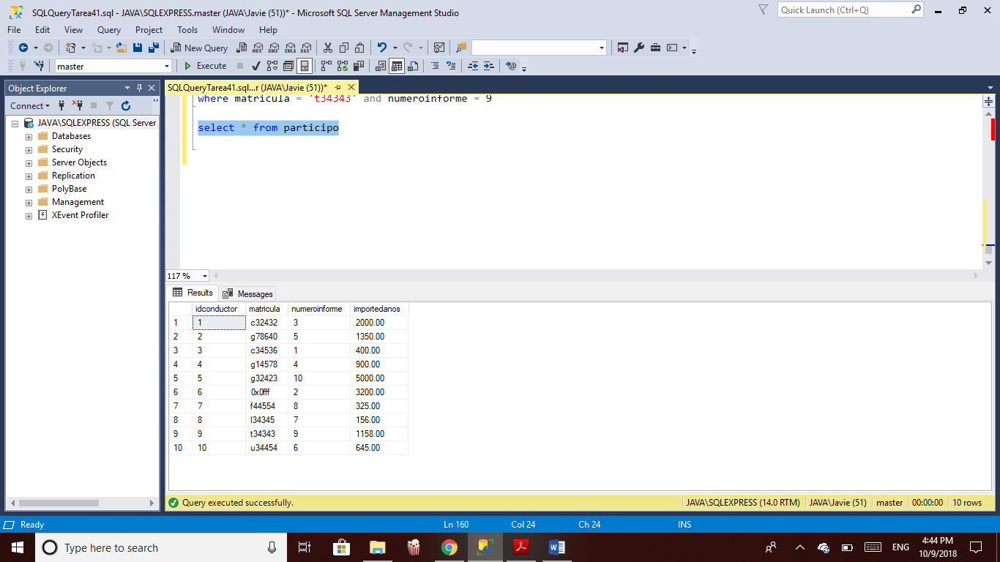 SQLQueryTarea41.sql - JAVA\SQLEXPRESS.master (JAVA\Javie (51))* - Microsoft SQL Server Management Studio
Quick Launch (Ctrl+Q)
File Edit View Query Project Tools Window Help
New Query
MDX DMX XMLA DAX
master
Execute
Object Explorer
SQLQueryTarea41.sql...r (JAVA\Javie (51))*
Connect
JAVA\SQLEXPRESS (SQL Server
Databases
Security
Server Objects
Replication
PolyBase
Management
XEvent Profiler
where matricula = 't34343' and numeroinforme = 9
select * from participo
117 %
Results Messages
idconductor matricula numeroinforme importedanos
1 1 c32432 3 2000.00
2 2 g78640 5 1350.00
3 3 c34536 1 400.00
4 4 g14578 4 900.00
5 5 g32423 10 5000.00
6 6 0x0fff 2 3200.00
7 7 f44554 8 325.00
8 8 l34345 7 156.00
9 9 t34343 9 1158.00
10 10 u34454 6 645.00
Query executed successfully.
JAVA\SQLEXPRESS (14.0 RTM) JAVA\Javie (51) master 00:00:00 10 rows
Ready Ln 160 Col 24 Ch 24 INS
Type here to search
ENG
4:44 PM
10/9/2018